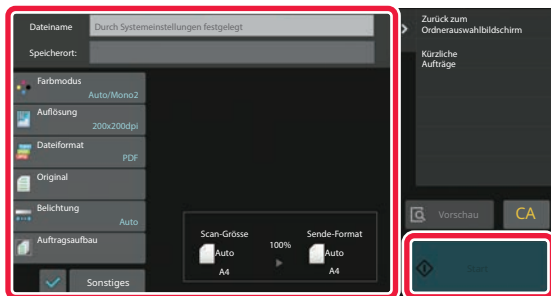 Dateiname
Durch Systemeinstellungen festgelegt
Speicherort:
Farbmodus
Auto/Mono2
Auflösung
200x200dpi
Dateiformat
PDF
Original
Belichtung
Auto
Auftragsaufbau
Sonstiges
Scan-Grösse
Auto
A4
100%
Sende-Format
Auto
A4
Zurück zum
Ordnerauswahlbildschirm
Kürzliche
Aufträge
Vorschau
CA
Start